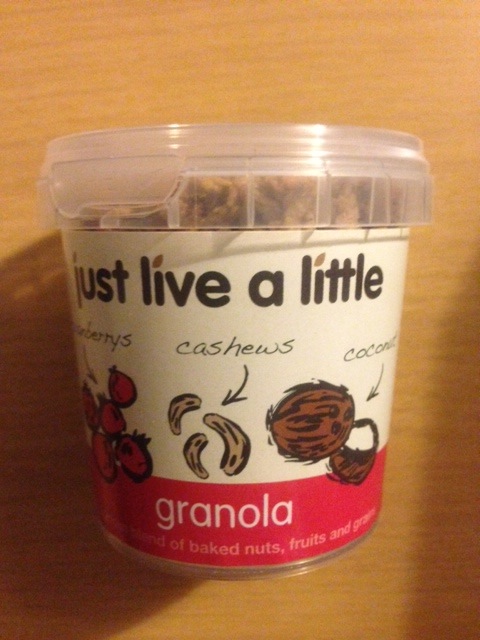 just live a little
cashews
granola
blend of baked nuts, fruits and